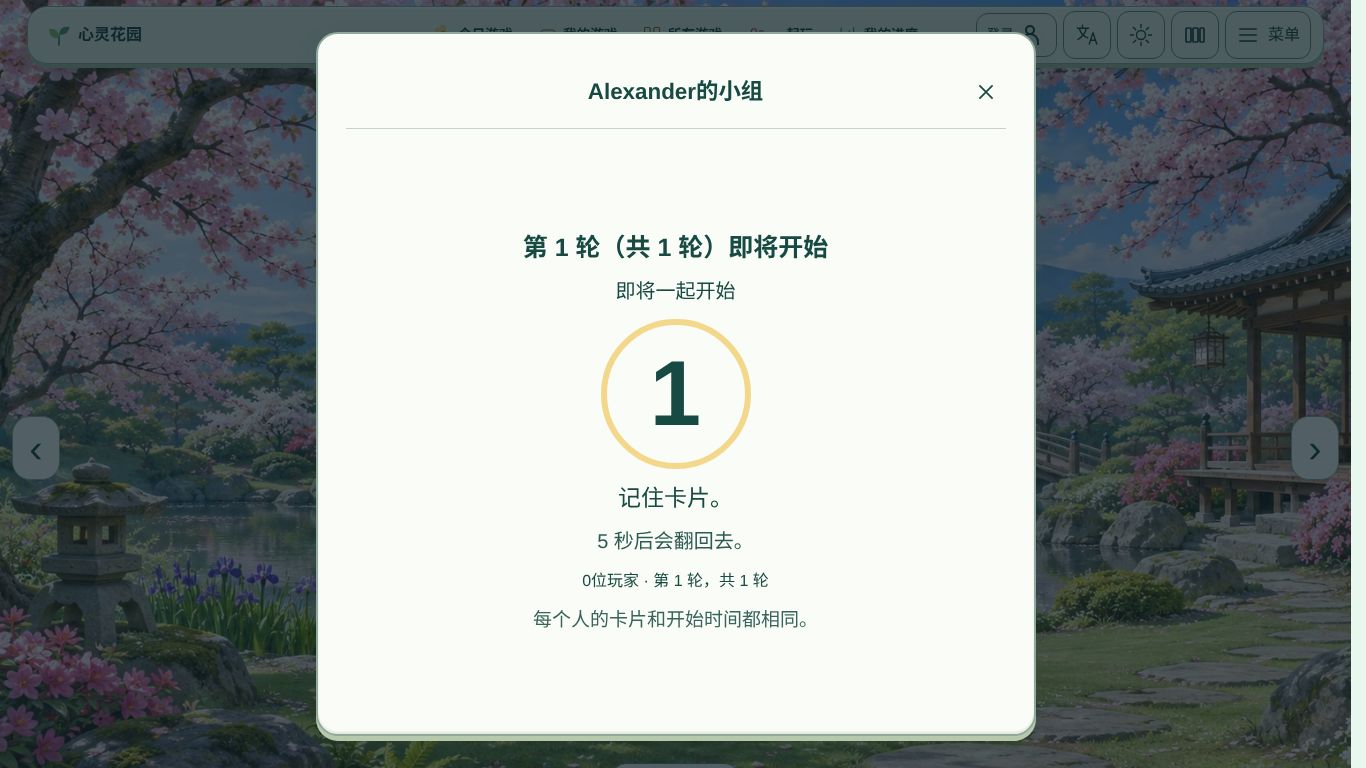 心灵花园
菜单
Alexander的小组
第 1 轮（共 1 轮）即将开始
即将一起开始
1
记住卡片。
5 秒后会翻回去。
0位玩家 · 第 1 轮，共 1 轮
每个人的卡片和开始时间都相同。